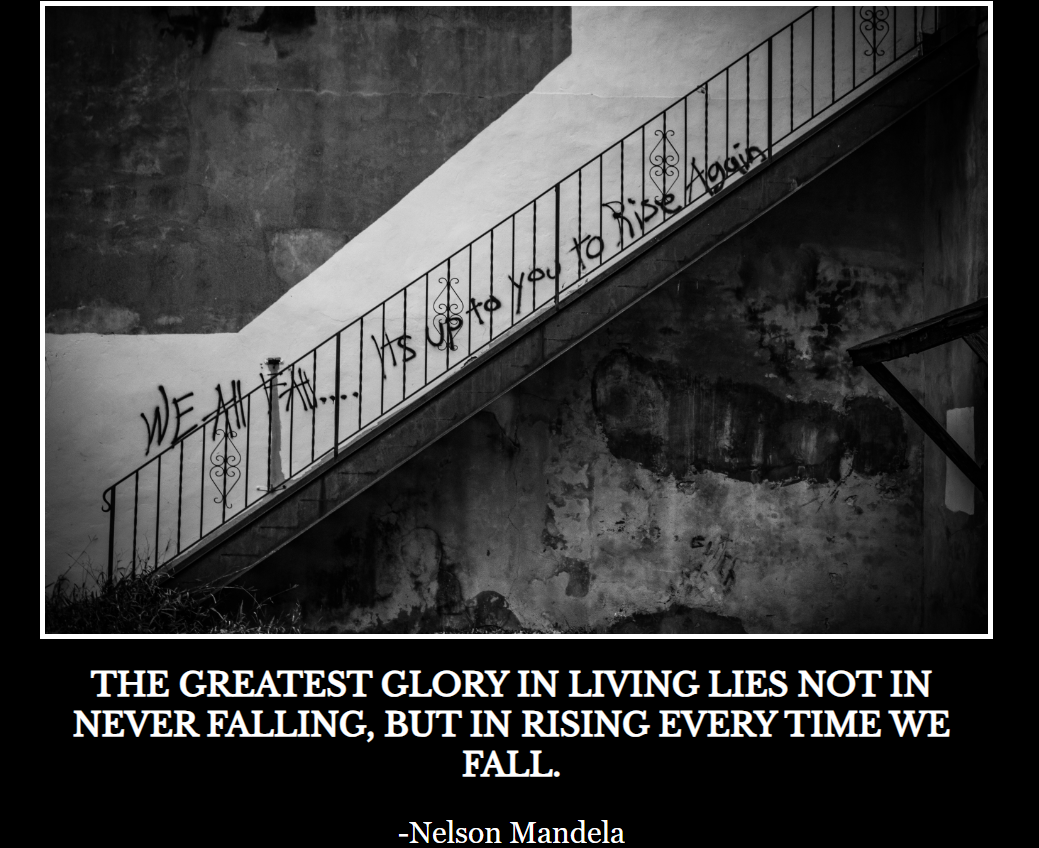 WE All FAll.... Its up to you to Rise Again
THE GREATEST GLORY IN LIVING LIES NOT IN
NEVER FALLING, BUT IN RISING EVERY TIME WE
FALL.
-Nelson Mandela